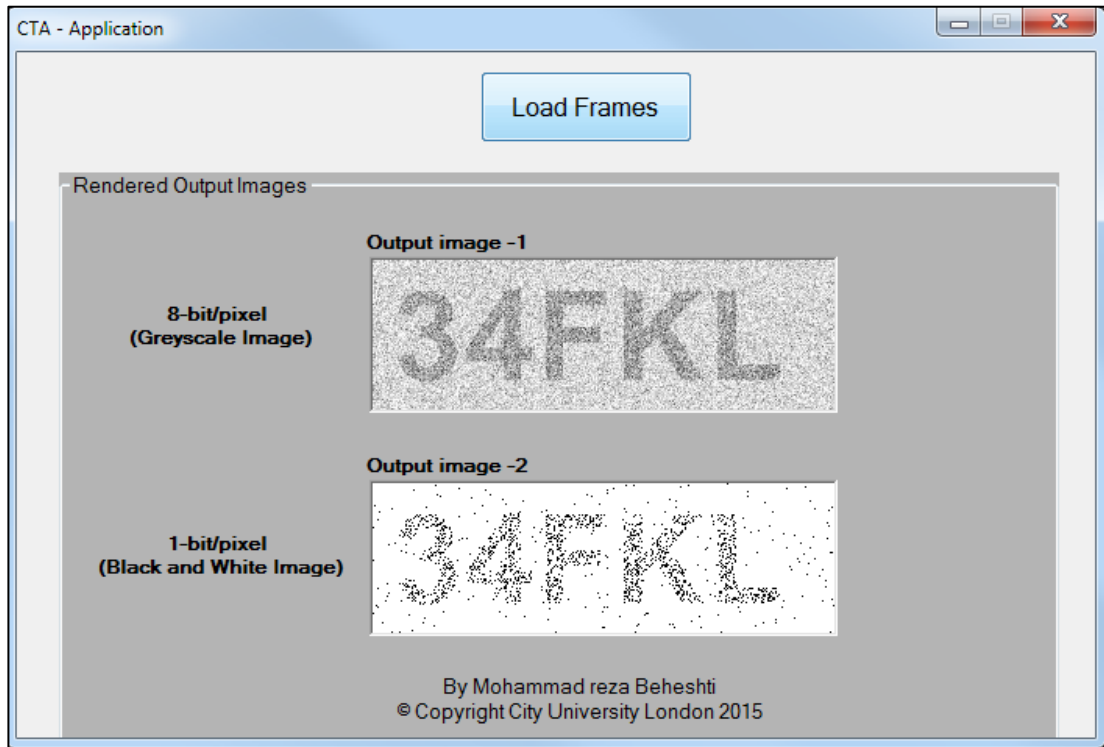 CTA - Application
Load Frames
Rendered Output Images
Output image -1
34FKL
8-bit/pixel
(Greyscale Image)
Output image -2
34FKL
1-bit/pixel
(Black and White Image)
By Mohammad reza Beheshti
© Copyright City University London 2015